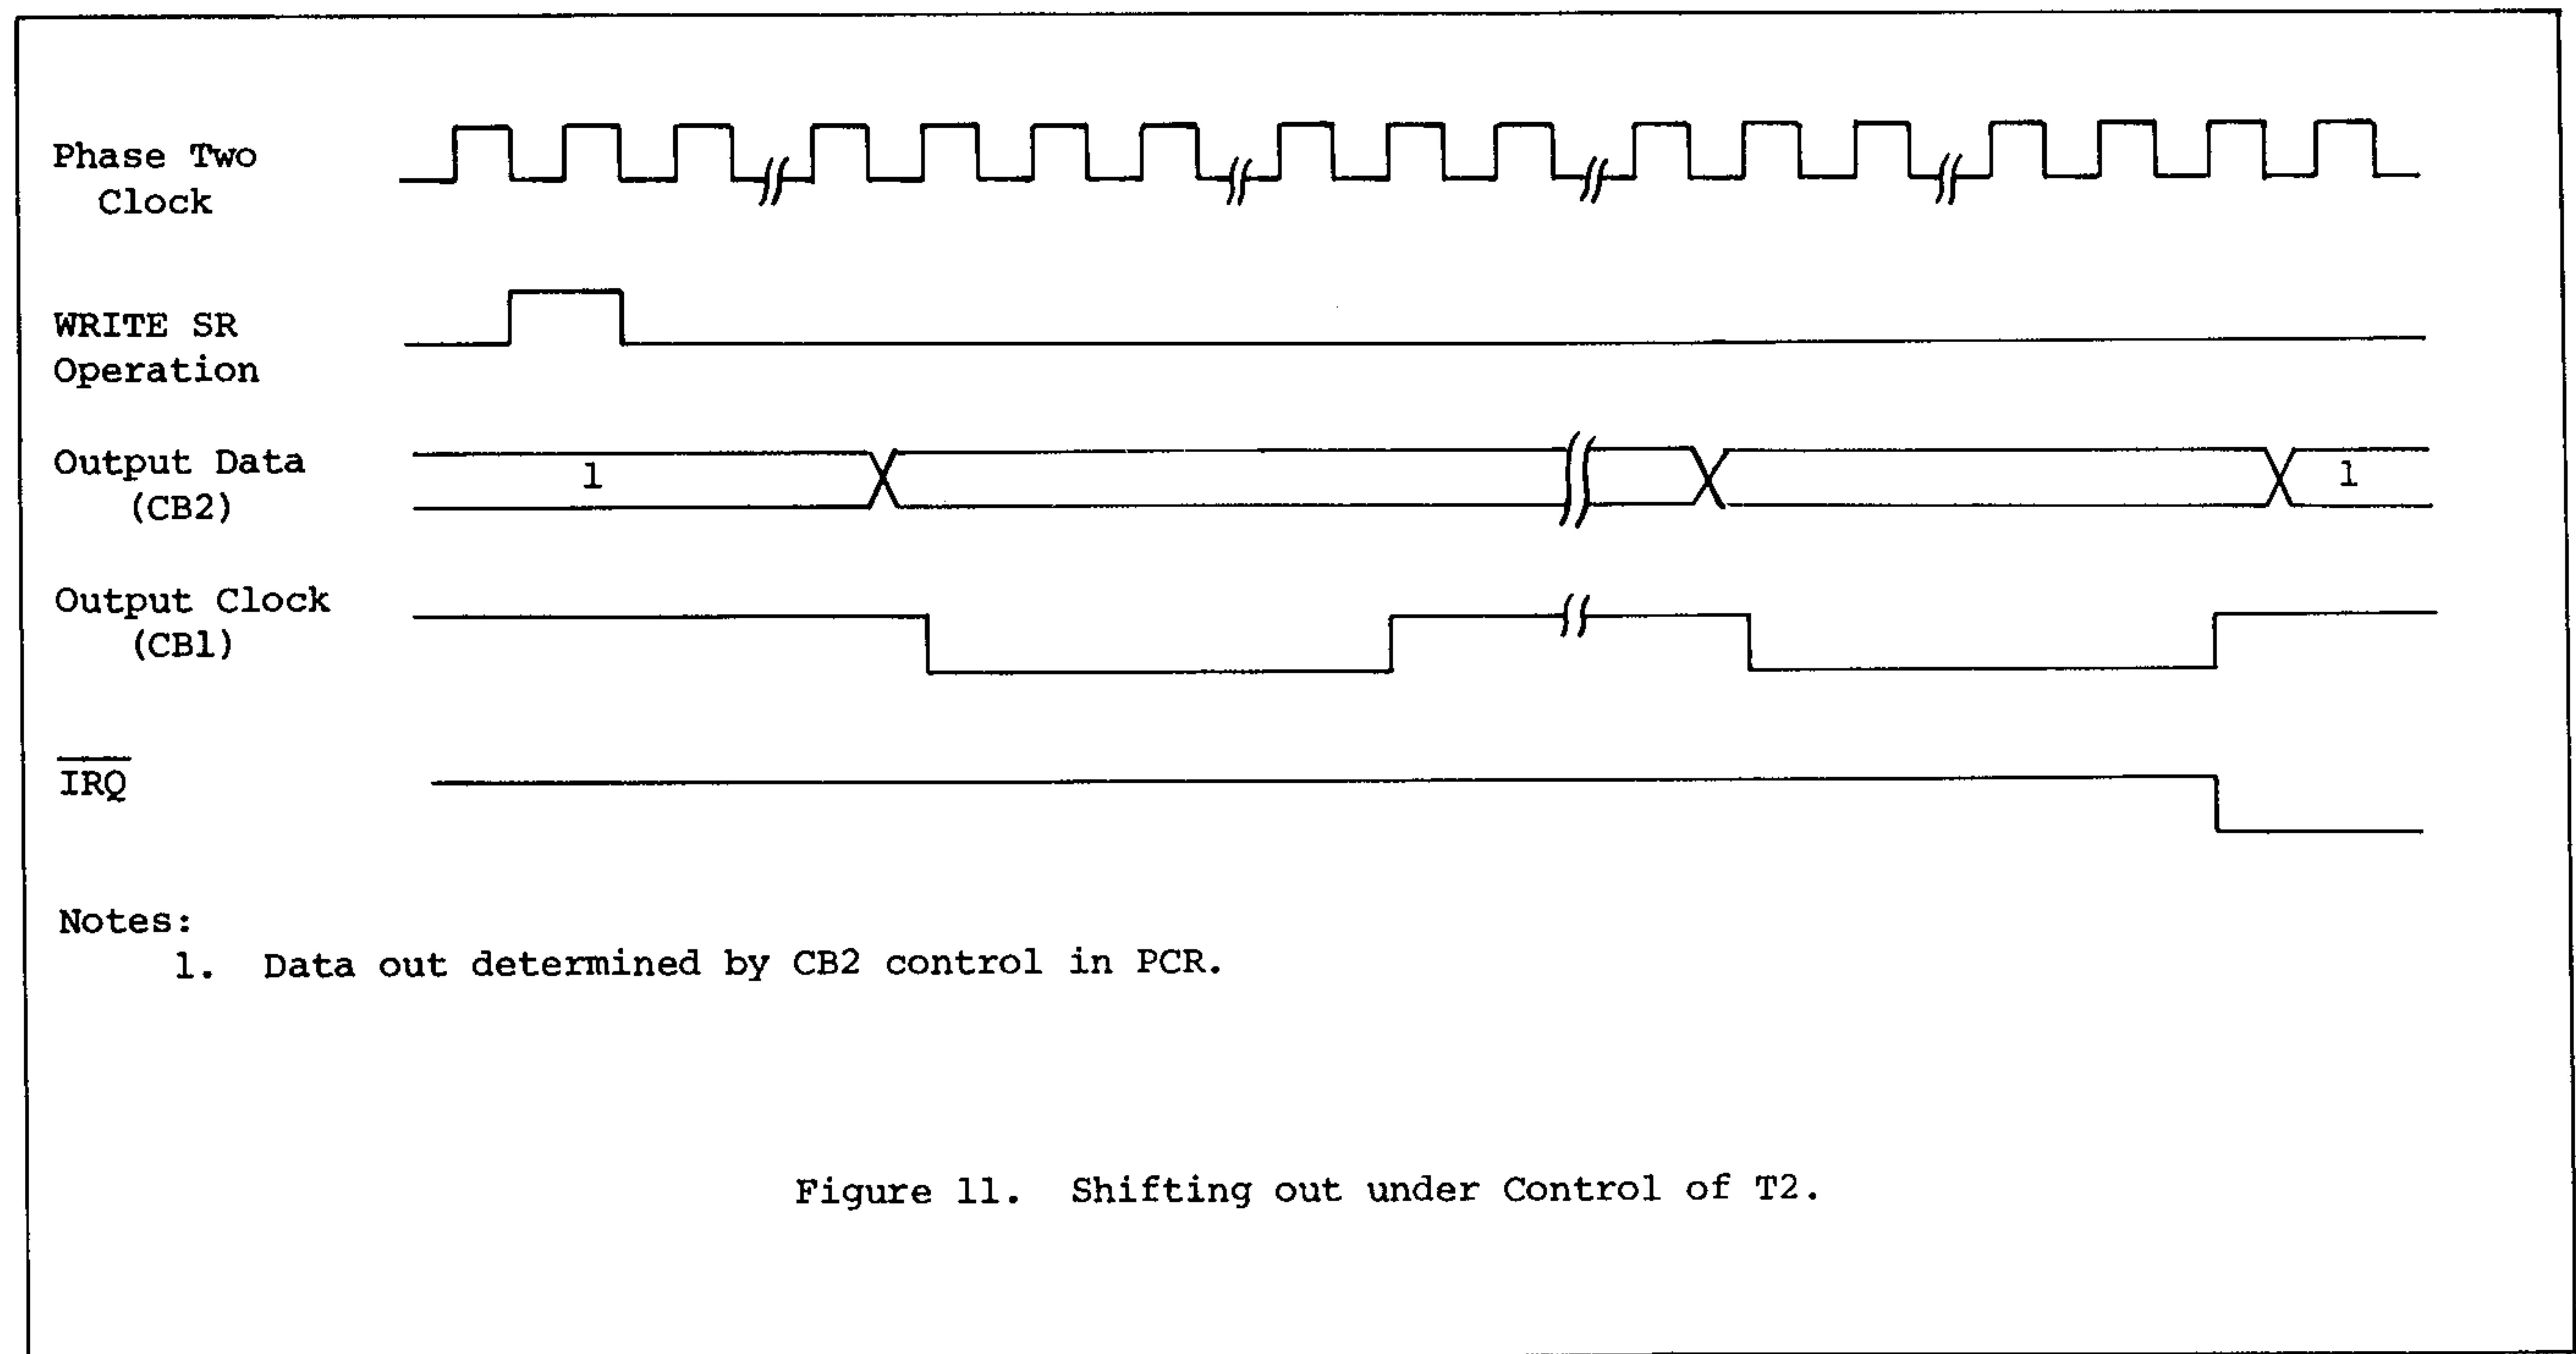 Phase Two
Clock
WRITE SR
Operation
Output Data
(CB2)
1
1
Output Clock
(CB1)
IRQ
Notes:
1. Data out determined by CB2 control in PCR.
Figure 11. Shifting out under Control of T2.